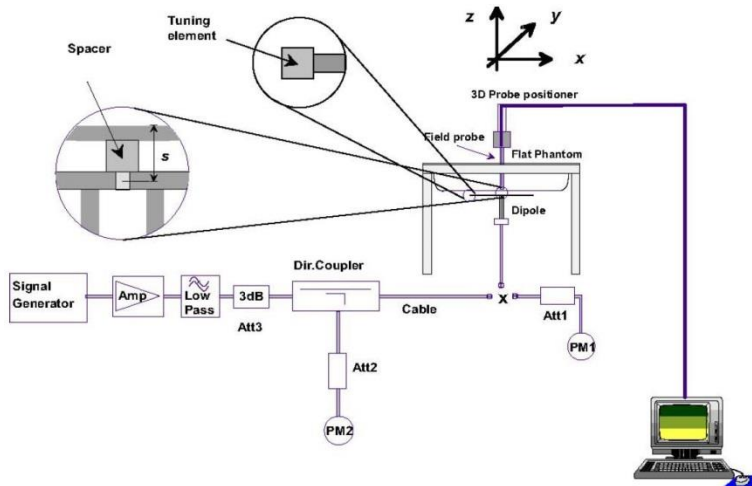 z
y
x
Tuning
element
Spacer
s
3D Probe positioner
Field probe
Flat Phantom
Dipole
Dir.Coupler
Signal
Generator
Amp
Low
Pass
3dB
Att3
Cable
x
Att1
PM1
Att2
PM2